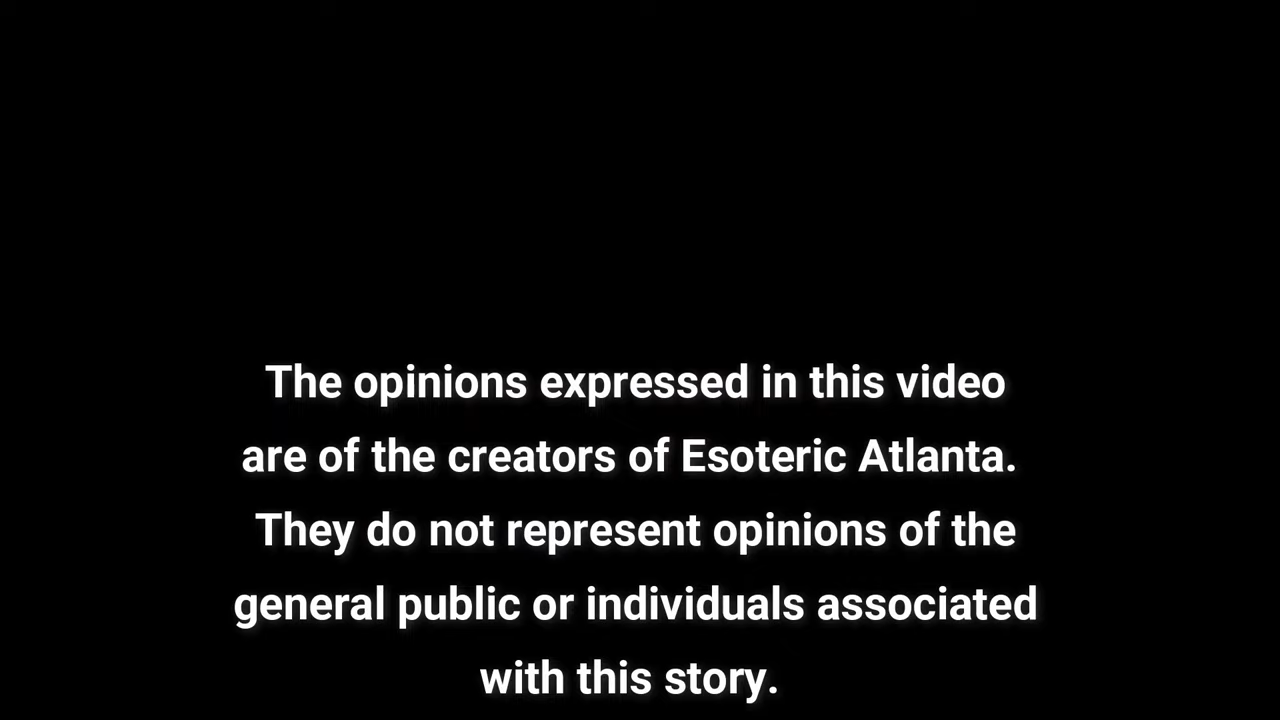 The opinions expressed in this video
are of the creators of Esoteric Atlanta.
They do not represent opinions of the
general public or individuals associated
with this story.